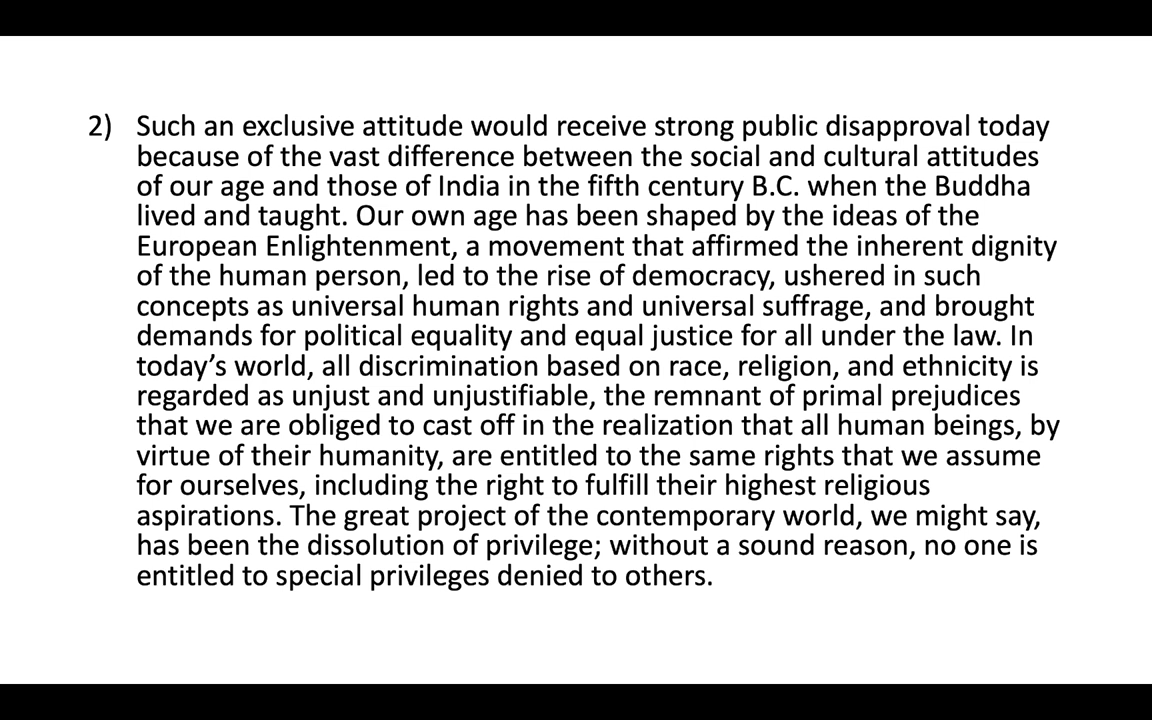 2) Such an exclusive attitude would receive strong public disapproval today
because of the vast difference between the social and cultural attitudes
of our age and those of India in the fifth century B.C. when the Buddha
lived and taught. Our own age has been shaped by the ideas of the
European Enlightenment, a movement that affirmed the inherent dignity
of the human person, led to the rise of democracy, ushered in such
concepts as universal human rights and universal suffrage, and brought
demands for political equality and equal justice for all under the law. In
today’s world, all discrimination based on race, religion, and ethnicity is
regarded as unjust and unjustifiable, the remnant of primal prejudices
that we are obliged to cast off in the realization that all human beings, by
virtue of their humanity, are entitled to the same rights that we assume
for ourselves, including the right to fulfill their highest religious
aspirations. The great project of the contemporary world, we might say,
has been the dissolution of privilege; without a sound reason, no one is
entitled to special privileges denied to others.